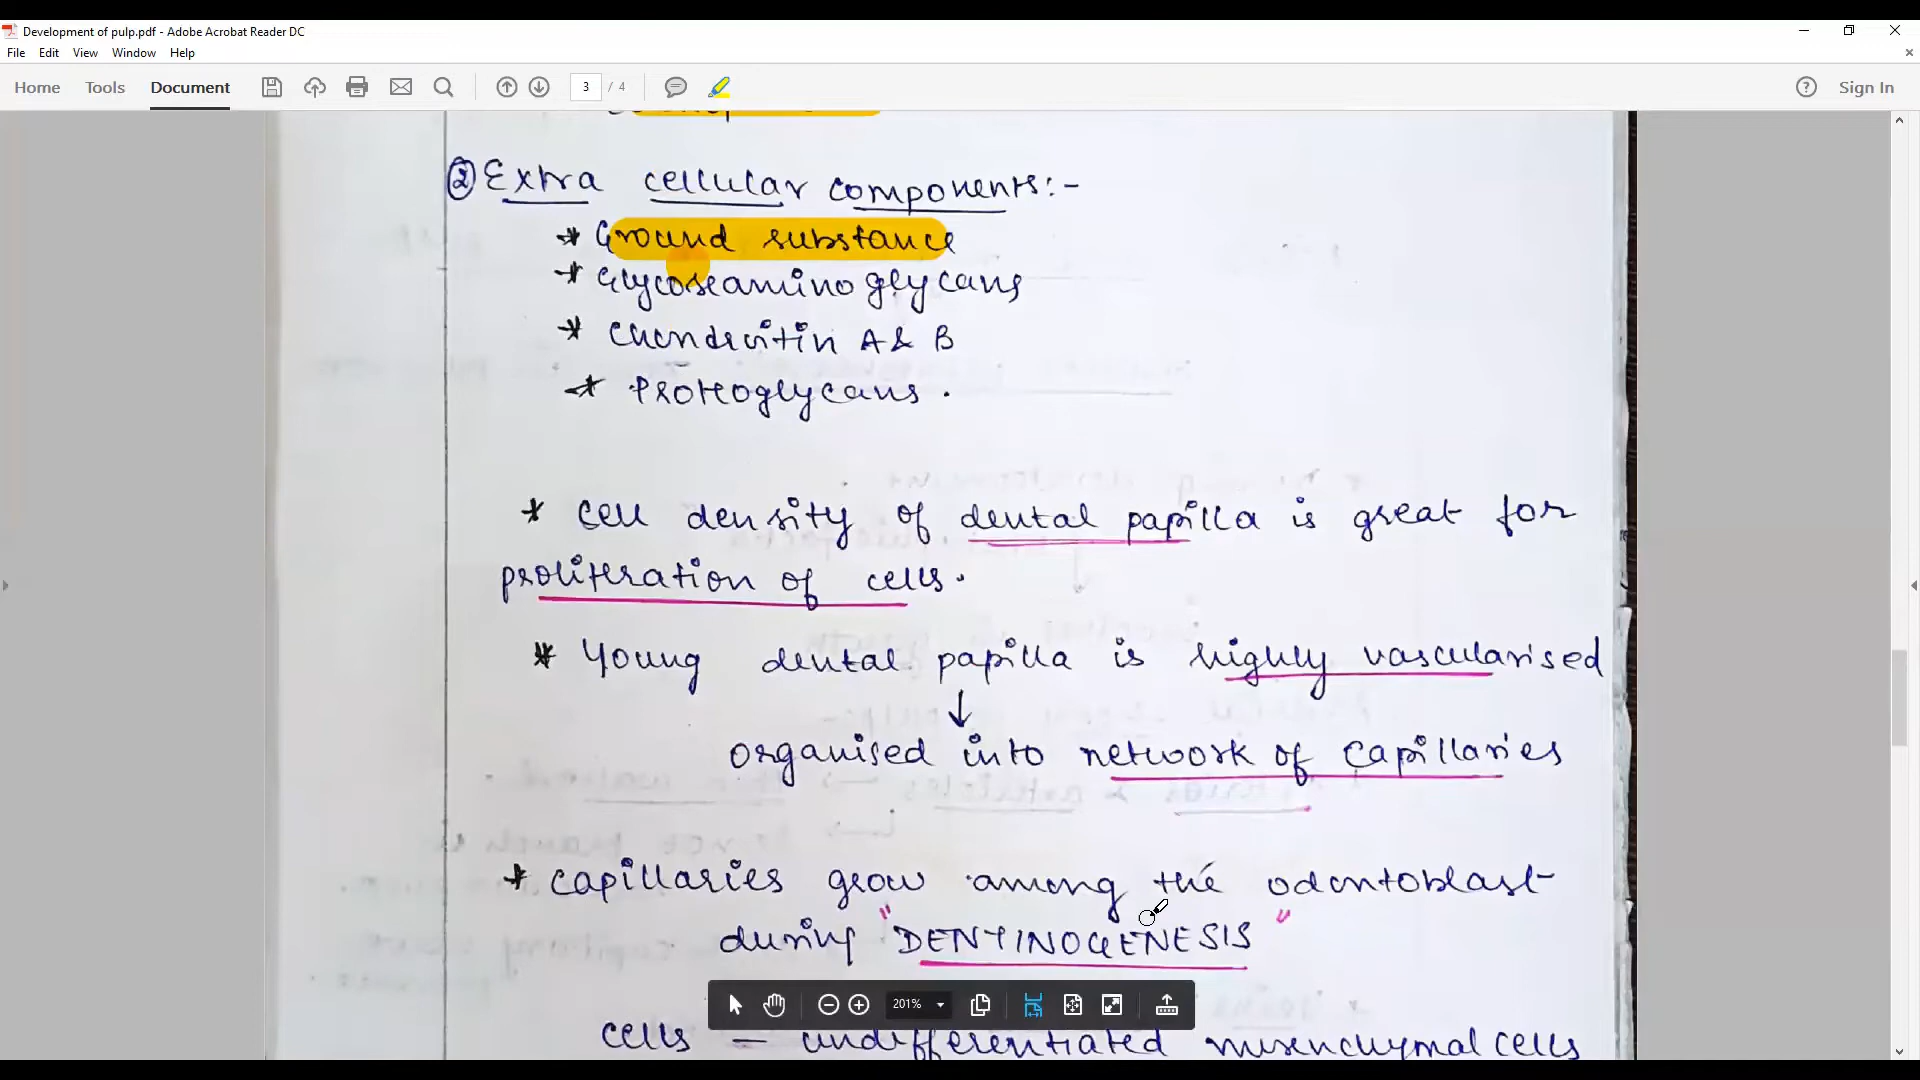 Development of pulp.pdf - Adobe Acrobat Reader DC
File Edit View Window Help
Home Tools Document 3 / 4 Sign In
② Extra cellular components:-
* Ground substance
* Glycoseaminoglycans
* Chondroitin A & B
* Proteoglycans.
* Cell density of dental papilla is great for
proliferation of cells.
* Young dental papilla is highly vascularised
↓
organised into network of capillaries
* Capillaries grow among the odontoblast
during "DENTINOGENESIS"
201%
cells – undifferentiated mesenchymal cells